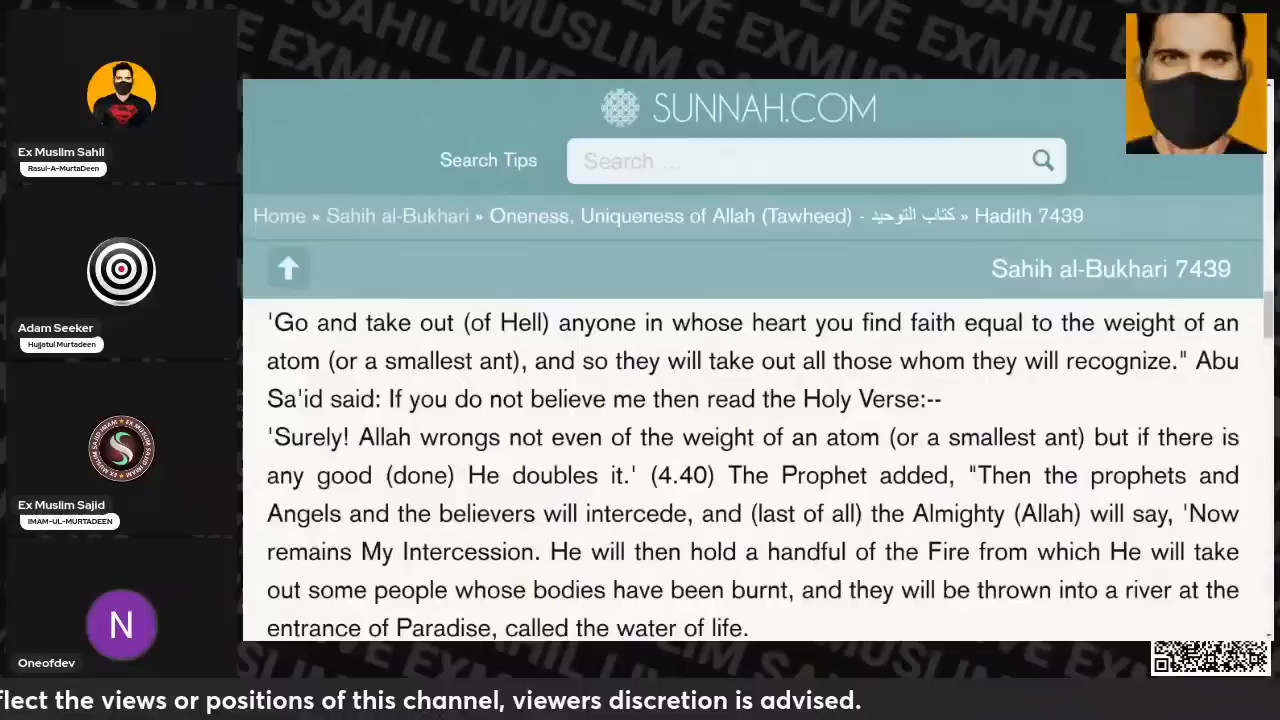 LIVE EXMUSLIM SAHIL
Ex Muslim Sahil
Rasul-A-MurtaDeen
Adam Seeker
Hujjatul Murtadeen
SAJID IMAM
EX MUSLIM
Ex Muslim Sajid
IMAM-UL-MURTADEEN
N
Oneofdev
SUNNAH.COM
Search Tips
Search ...
Home » Sahih al-Bukhari » Oneness, Uniqueness of Allah (Tawheed) - كتاب التوحيد » Hadith 7439
Sahih al-Bukhari 7439
'Go and take out (of Hell) anyone in whose heart you find faith equal to the weight of an
atom (or a smallest ant), and so they will take out all those whom they will recognize." Abu
Sa'id said: If you do not believe me then read the Holy Verse:--
'Surely! Allah wrongs not even of the weight of an atom (or a smallest ant) but if there is
any good (done) He doubles it.' (4.40) The Prophet added, "Then the prophets and
Angels and the believers will intercede, and (last of all) the Almighty (Allah) will say, 'Now
remains My Intercession. He will then hold a handful of the Fire from which He will take
out some people whose bodies have been burnt, and they will be thrown into a river at the
entrance of Paradise, called the water of life.
flect the views or positions of this channel, viewers discretion is advised.